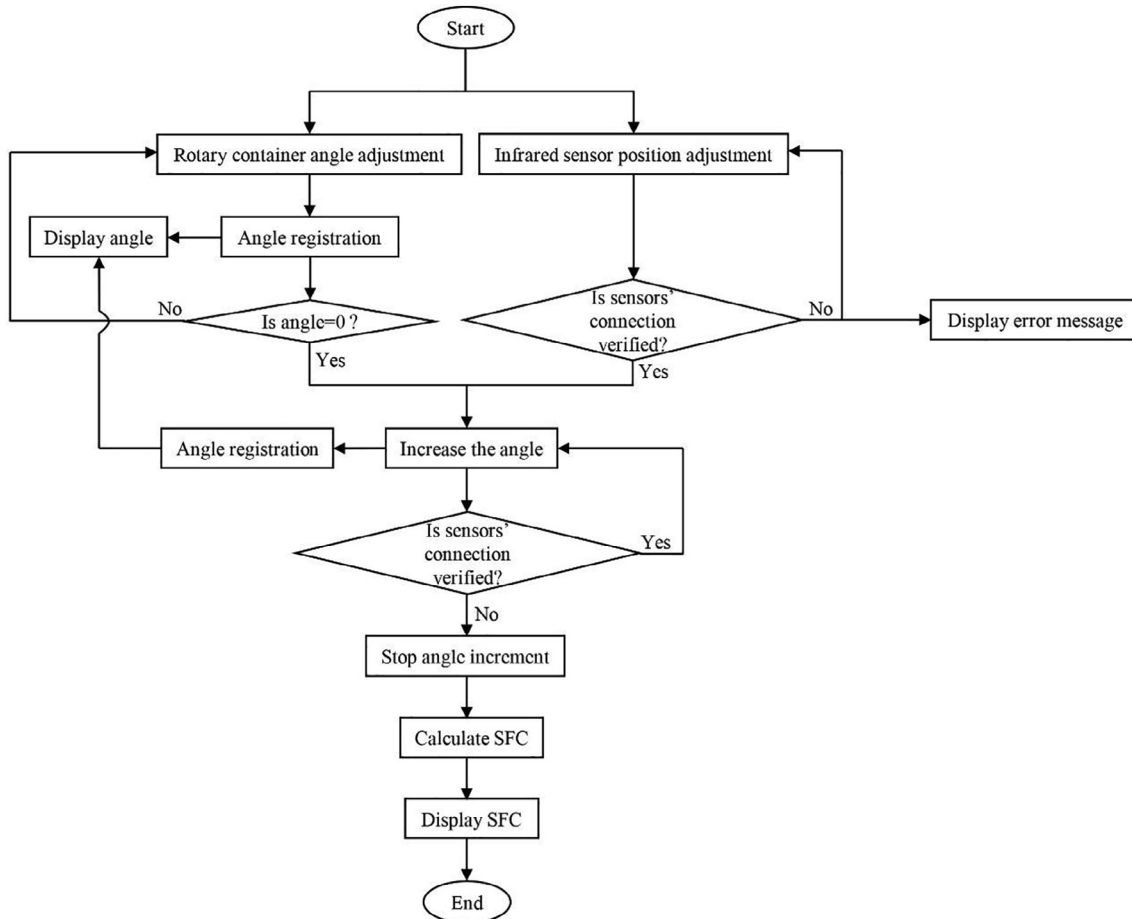 Start
Rotary container angle adjustment
Infrared sensor position adjustment
Display angle
Angle registration
Is angle=0 ?
No
Yes
Is sensors’
connection
verified?
No
Yes
Display error message
Angle registration
Increase the angle
Is sensors’
connection
verified?
Yes
No
Stop angle increment
Calculate SFC
Display SFC
End